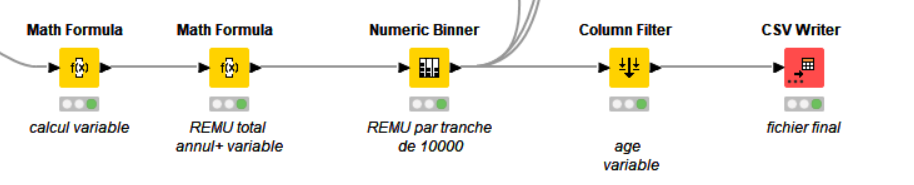 Math Formula
Math Formula
Numeric Binner
Column Filter
CSV Writer
f(x)
f(x)
calcul variable
REMU total
annul+ variable
REMU par tranche
de 10000
age
variable
fichier final